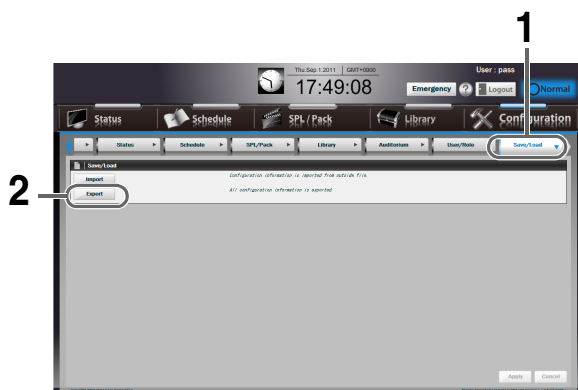 1
Thu.Sep.1.2011 GMT+0900
17:49:08
User : pass
Emergency ? Logout Normal
Status Schedule SPL/Pack Library Configuration
Status Schedule SPL/Pack Library Auditorium User/Role Save/Load
Save/Load
Import Configuration information is imported from outside fire.
2
Export All configuration information is exported.
Apply Cancel